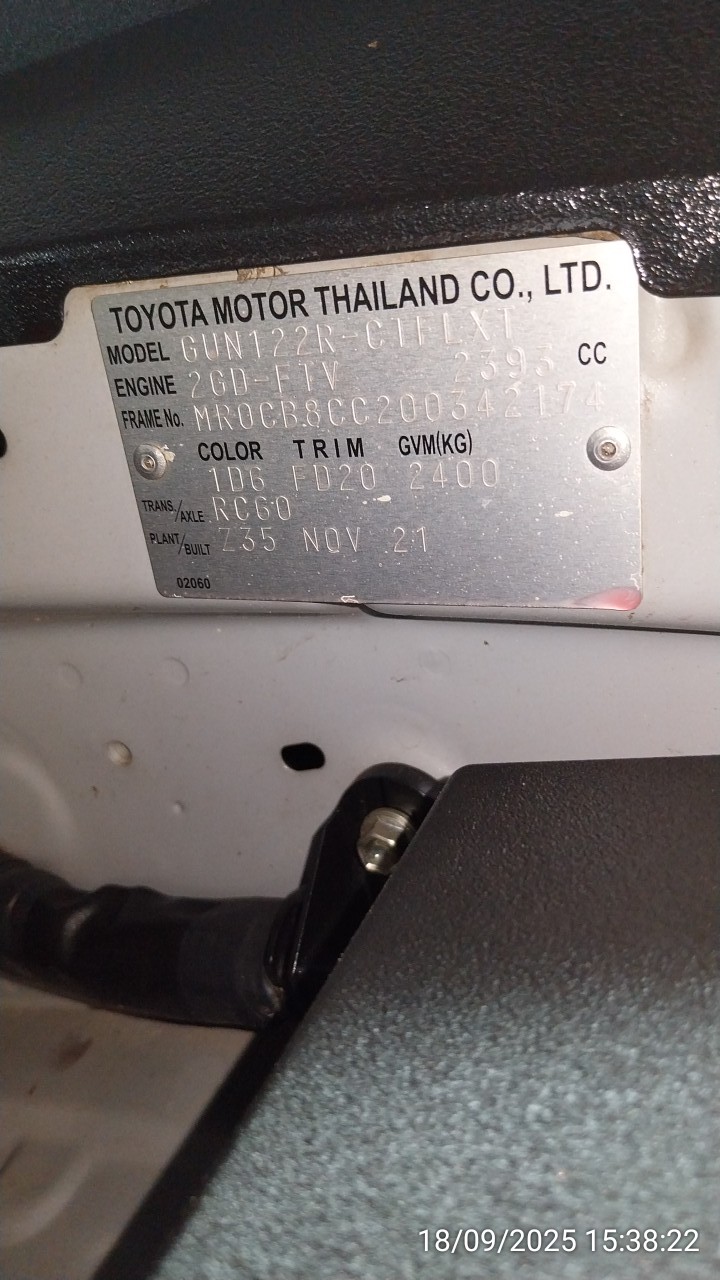 TOYOTA MOTOR THAILAND CO., LTD.
MODEL GUN122R-CTFLXT
ENGINE 2GD-FTV 2393 CC
FRAME No. MR0CB8CC200342174
COLOR TRIM GVM(KG)
1D6 FD20 2400
TRANS./AXLE RC60
PLANT/BUILT Z35 NOV 21
02060
18/09/2025 15:38:22